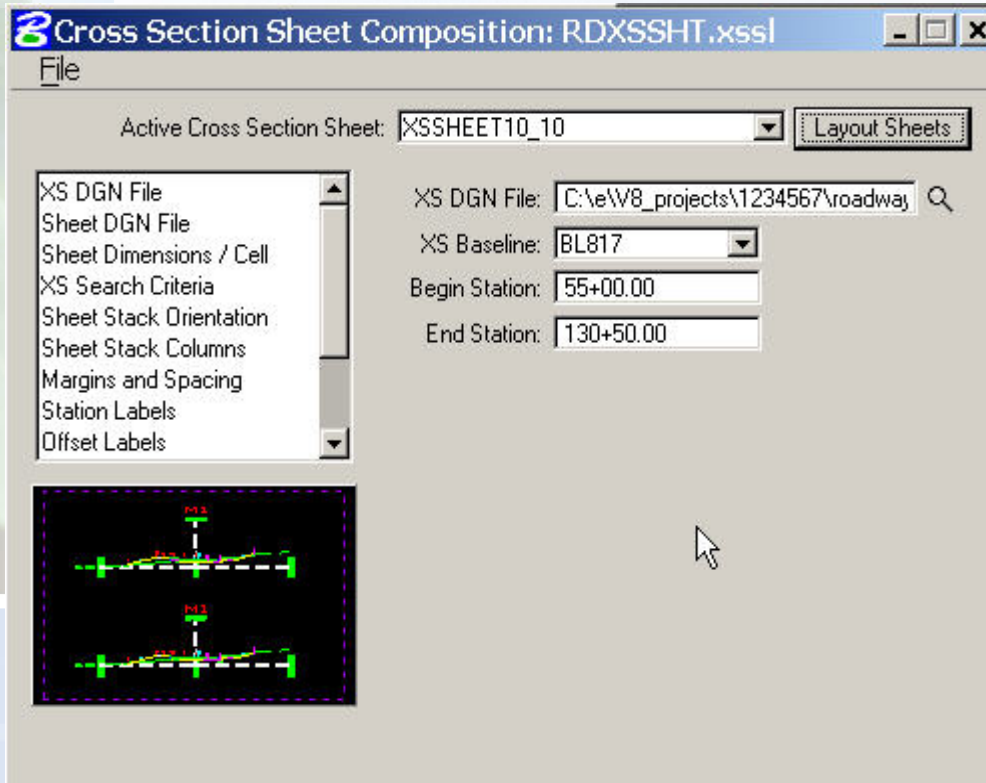 Cross Section Sheet Composition: RDXSSHT.xssl
File
Active Cross Section Sheet: XSSHEET10_10 Layout Sheets
XS DGN File
Sheet DGN File
Sheet Dimensions / Cell
XS Search Criteria
Sheet Stack Orientation
Sheet Stack Columns
Margins and Spacing
Station Labels
Offset Labels
XS DGN File: C:\e\V8_projects\1234567\roadway
XS Baseline: BL817
Begin Station: 55+00.00
End Station: 130+50.00
M1
M1